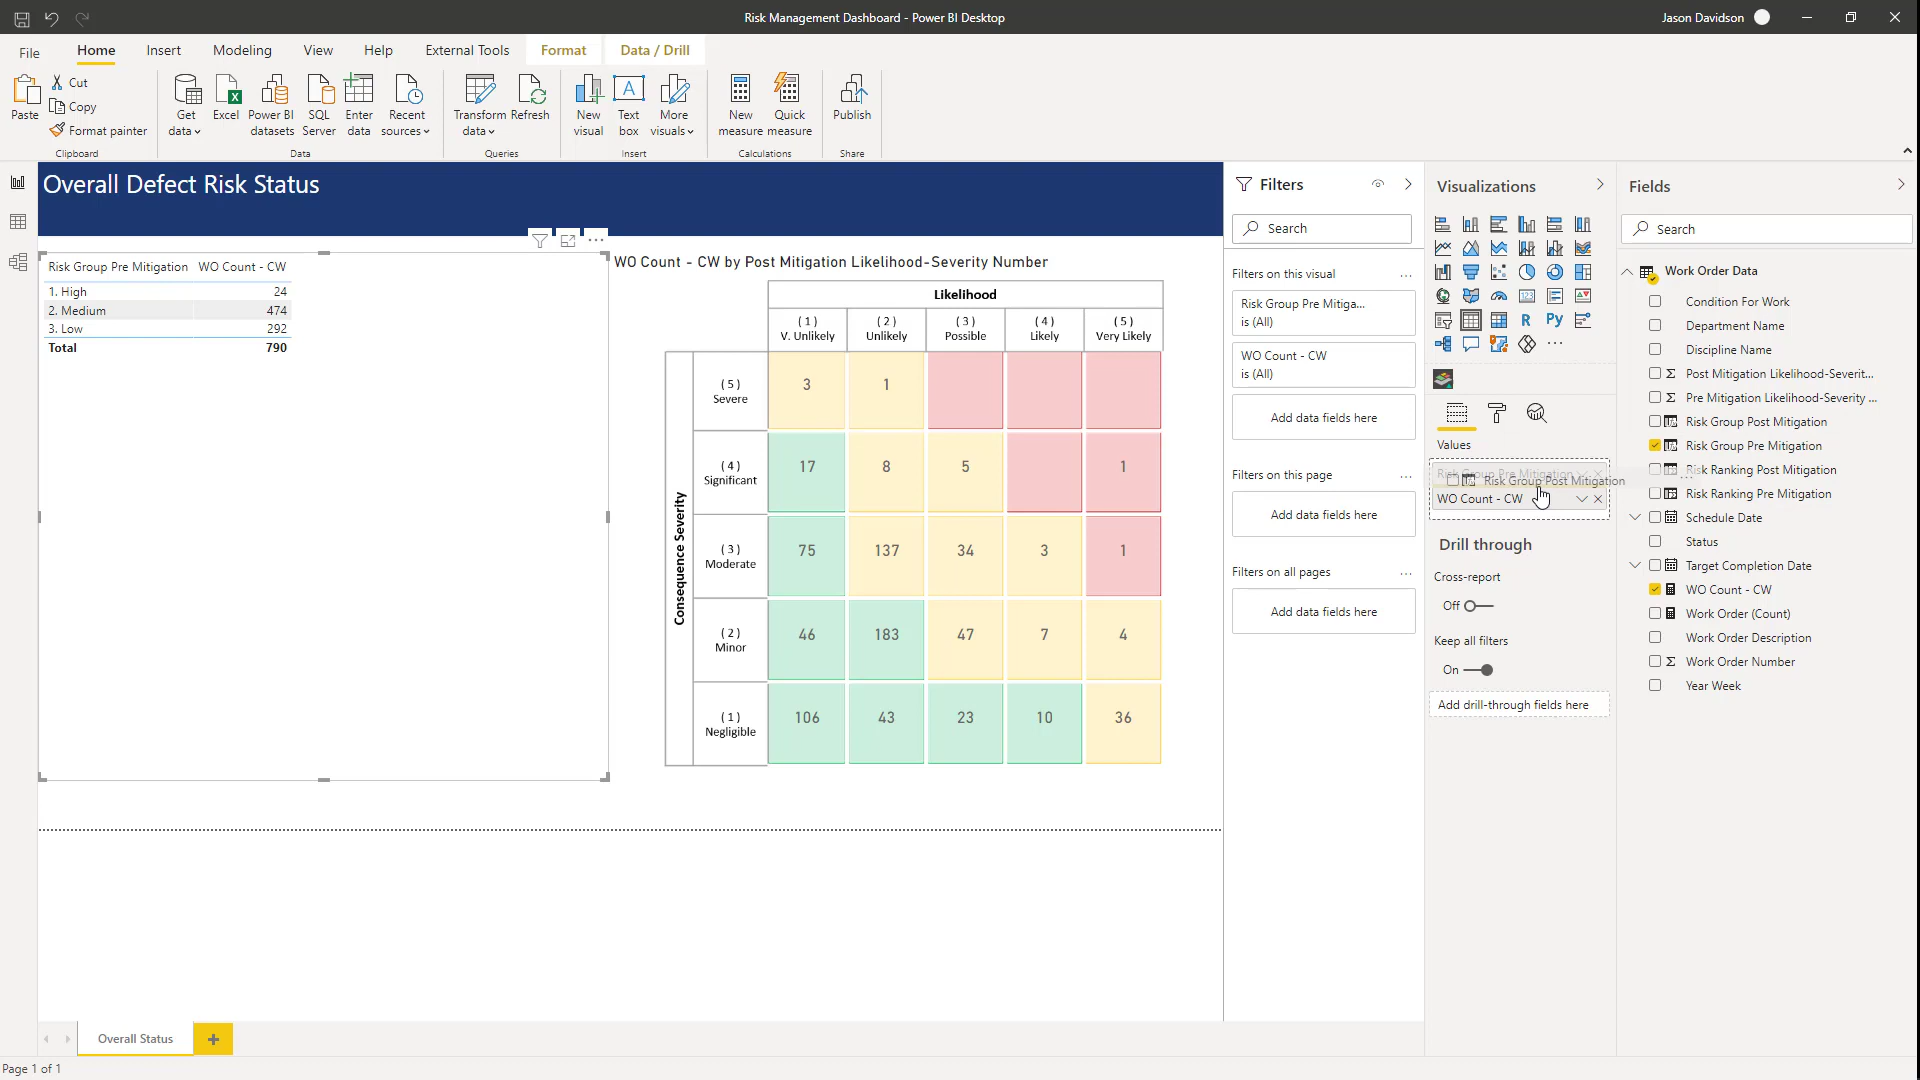 Risk Management Dashboard - Power BI Desktop
Jason Davidson
File
Home
Insert
Modeling
View
Help
External Tools
Format
Data / Drill
Paste
Cut
Copy
Format painter
Clipboard
Get data
Excel
Power BI datasets
SQL Server
Enter data
Recent sources
Data
Transform data
Refresh
Queries
New visual
Text box
More visuals
Insert
New measure
Quick measure
Calculations
Publish
Share
Overall Defect Risk Status
Risk Group Pre Mitigation WO Count - CW
1. High 24
2. Medium 474
3. Low 292
Total 790
WO Count - CW by Post Mitigation Likelihood-Severity Number
Likelihood
( 1 ) ( 2 ) ( 3 ) ( 4 ) ( 5 )
V. Unlikely Unlikely Possible Likely Very Likely
Consequence Severity
( 5 )
Severe
3 1
( 4 )
Significant
17 8 5 1
( 3 )
Moderate
75 137 34 3 1
( 2 )
Minor
46 183 47 7 4
( 1 )
Negligible
106 43 23 10 36
Filters
Search
Filters on this visual ...
Risk Group Pre Mitiga...
is (All)
WO Count - CW
is (All)
Add data fields here
Filters on this page ...
Add data fields here
Filters on all pages ...
Add data fields here
Visualizations
R
Py
...
Values
Risk Group Pre Mitigation
Risk Group Post Mitigation
WO Count - CW
Drill through
Cross-report
Off
Keep all filters
On
Add drill-through fields here
Fields
Search
Work Order Data
Condition For Work
Department Name
Discipline Name
Σ Post Mitigation Likelihood-Severit...
Σ Pre Mitigation Likelihood-Severity ...
Risk Group Post Mitigation
Risk Group Pre Mitigation
Risk Ranking Post Mitigation
Risk Ranking Pre Mitigation
Schedule Date
Status
Target Completion Date
WO Count - CW
Work Order (Count)
Work Order Description
Σ Work Order Number
Year Week
Overall Status
+
Page 1 of 1